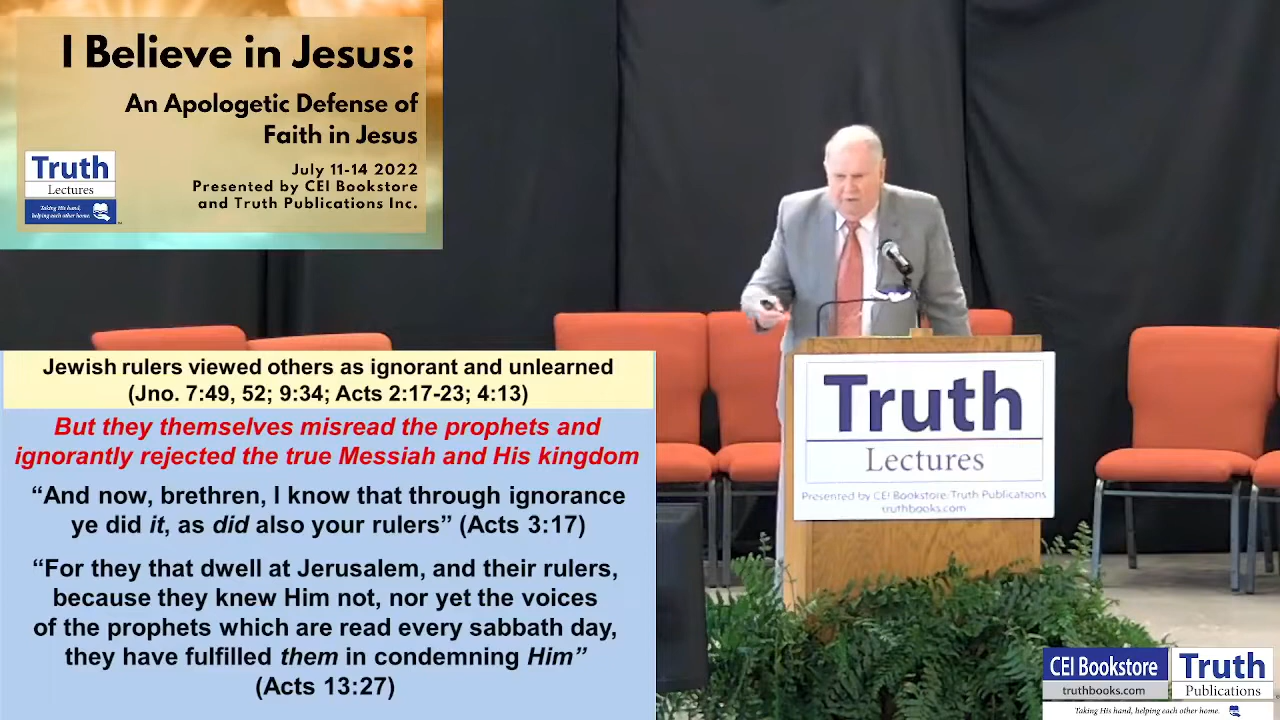 I Believe in Jesus:
An Apologetic Defense of
Faith in Jesus
July 11-14 2022
Presented by CEI Bookstore
and Truth Publications Inc.
Truth
Lectures
Taking His hand,
helping each other home.
Jewish rulers viewed others as ignorant and unlearned
(Jno. 7:49, 52; 9:34; Acts 2:17-23; 4:13)
But they themselves misread the prophets and
ignorantly rejected the true Messiah and His kingdom
“And now, brethren, I know that through ignorance
ye did it, as did also your rulers” (Acts 3:17)
“For they that dwell at Jerusalem, and their rulers,
because they knew Him not, nor yet the voices
of the prophets which are read every sabbath day,
they have fulfilled them in condemning Him”
(Acts 13:27)
Truth
Lectures
Presented by CEI Bookstore/Truth Publications
truthbooks.com
CEI Bookstore
truthbooks.com
Truth
Publications
Taking His hand, helping each other home.